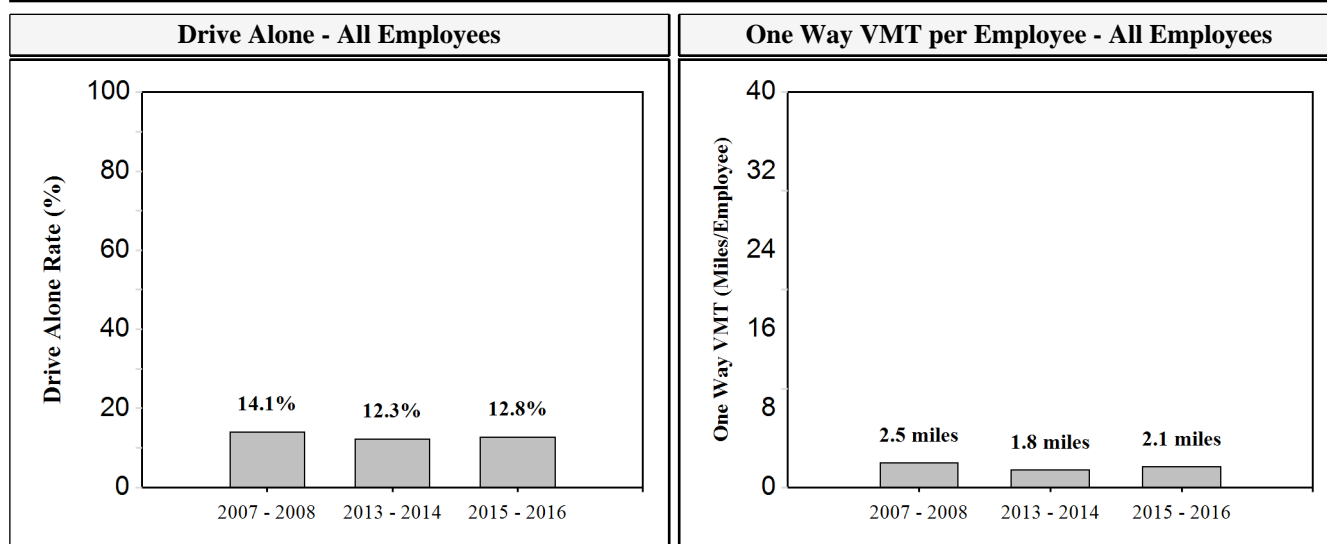 Drive Alone - All Employees
One Way VMT per Employee - All Employees
Drive Alone Rate (%)
100
80
60
40
20
0
14.1%
12.3%
12.8%
2007 - 2008
2013 - 2014
2015 - 2016
One Way VMT (Miles/Employee)
40
32
24
16
8
0
2.5 miles
1.8 miles
2.1 miles
2007 - 2008
2013 - 2014
2015 - 2016